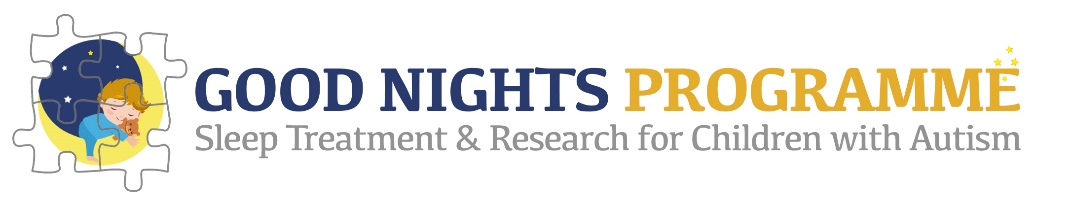 GOOD NIGHTS PROGRAMME
Sleep Treatment & Research for Children with Autism